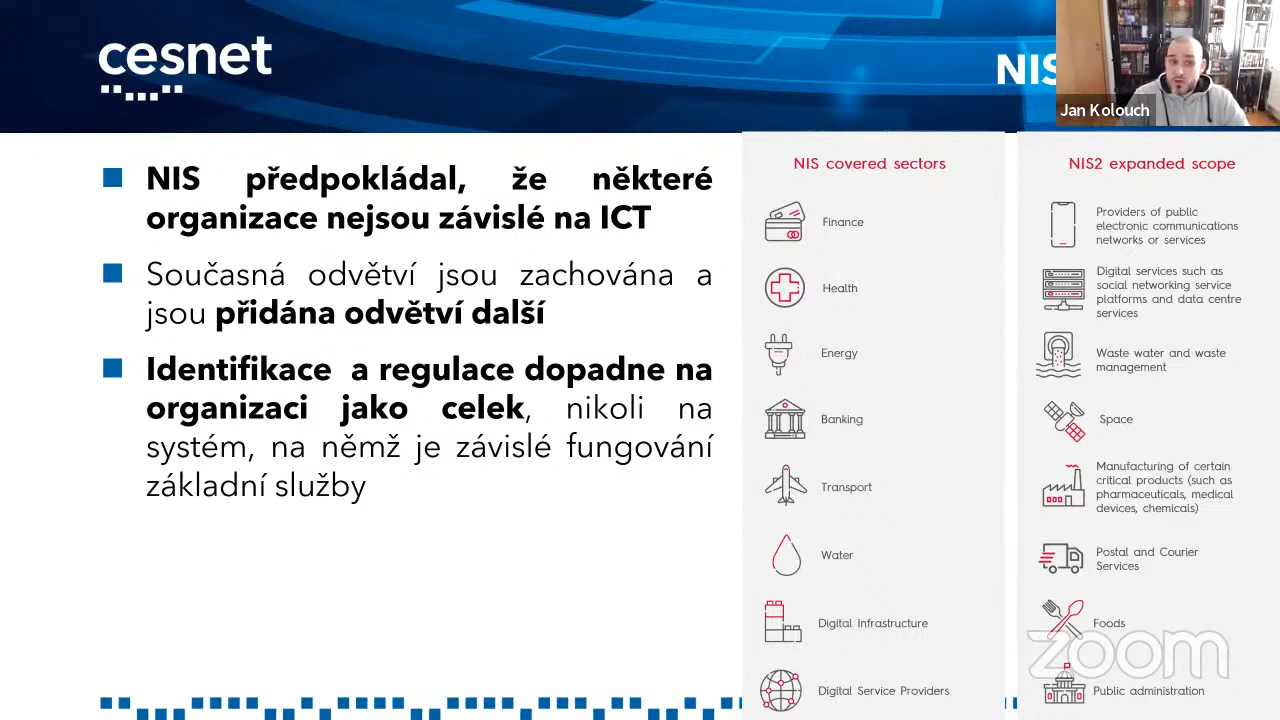 cesnet
NIS
Jan Kolouch
NIS předpokládal, že některé
organizace nejsou závislé na ICT
Současná odvětví jsou zachována a
jsou přidána odvětví další
Identifikace a regulace dopadne na
organizaci jako celek, nikoli na
systém, na němž je závislé fungování
základní služby
NIS covered sectors
Finance
Health
Energy
Banking
Transport
Water
Digital Infrastructure
Digital Service Providers
NIS2 expanded scope
Providers of public
electronic communications
networks or services
Digital services such as
social networking service
platforms and data centre
services
Waste water and waste
management
Space
Manufacturing of certain
critical products (such as
pharmaceuticals, medical
devices, chemicals)
Postal and Courier
Services
Foods
Public administration
zoom